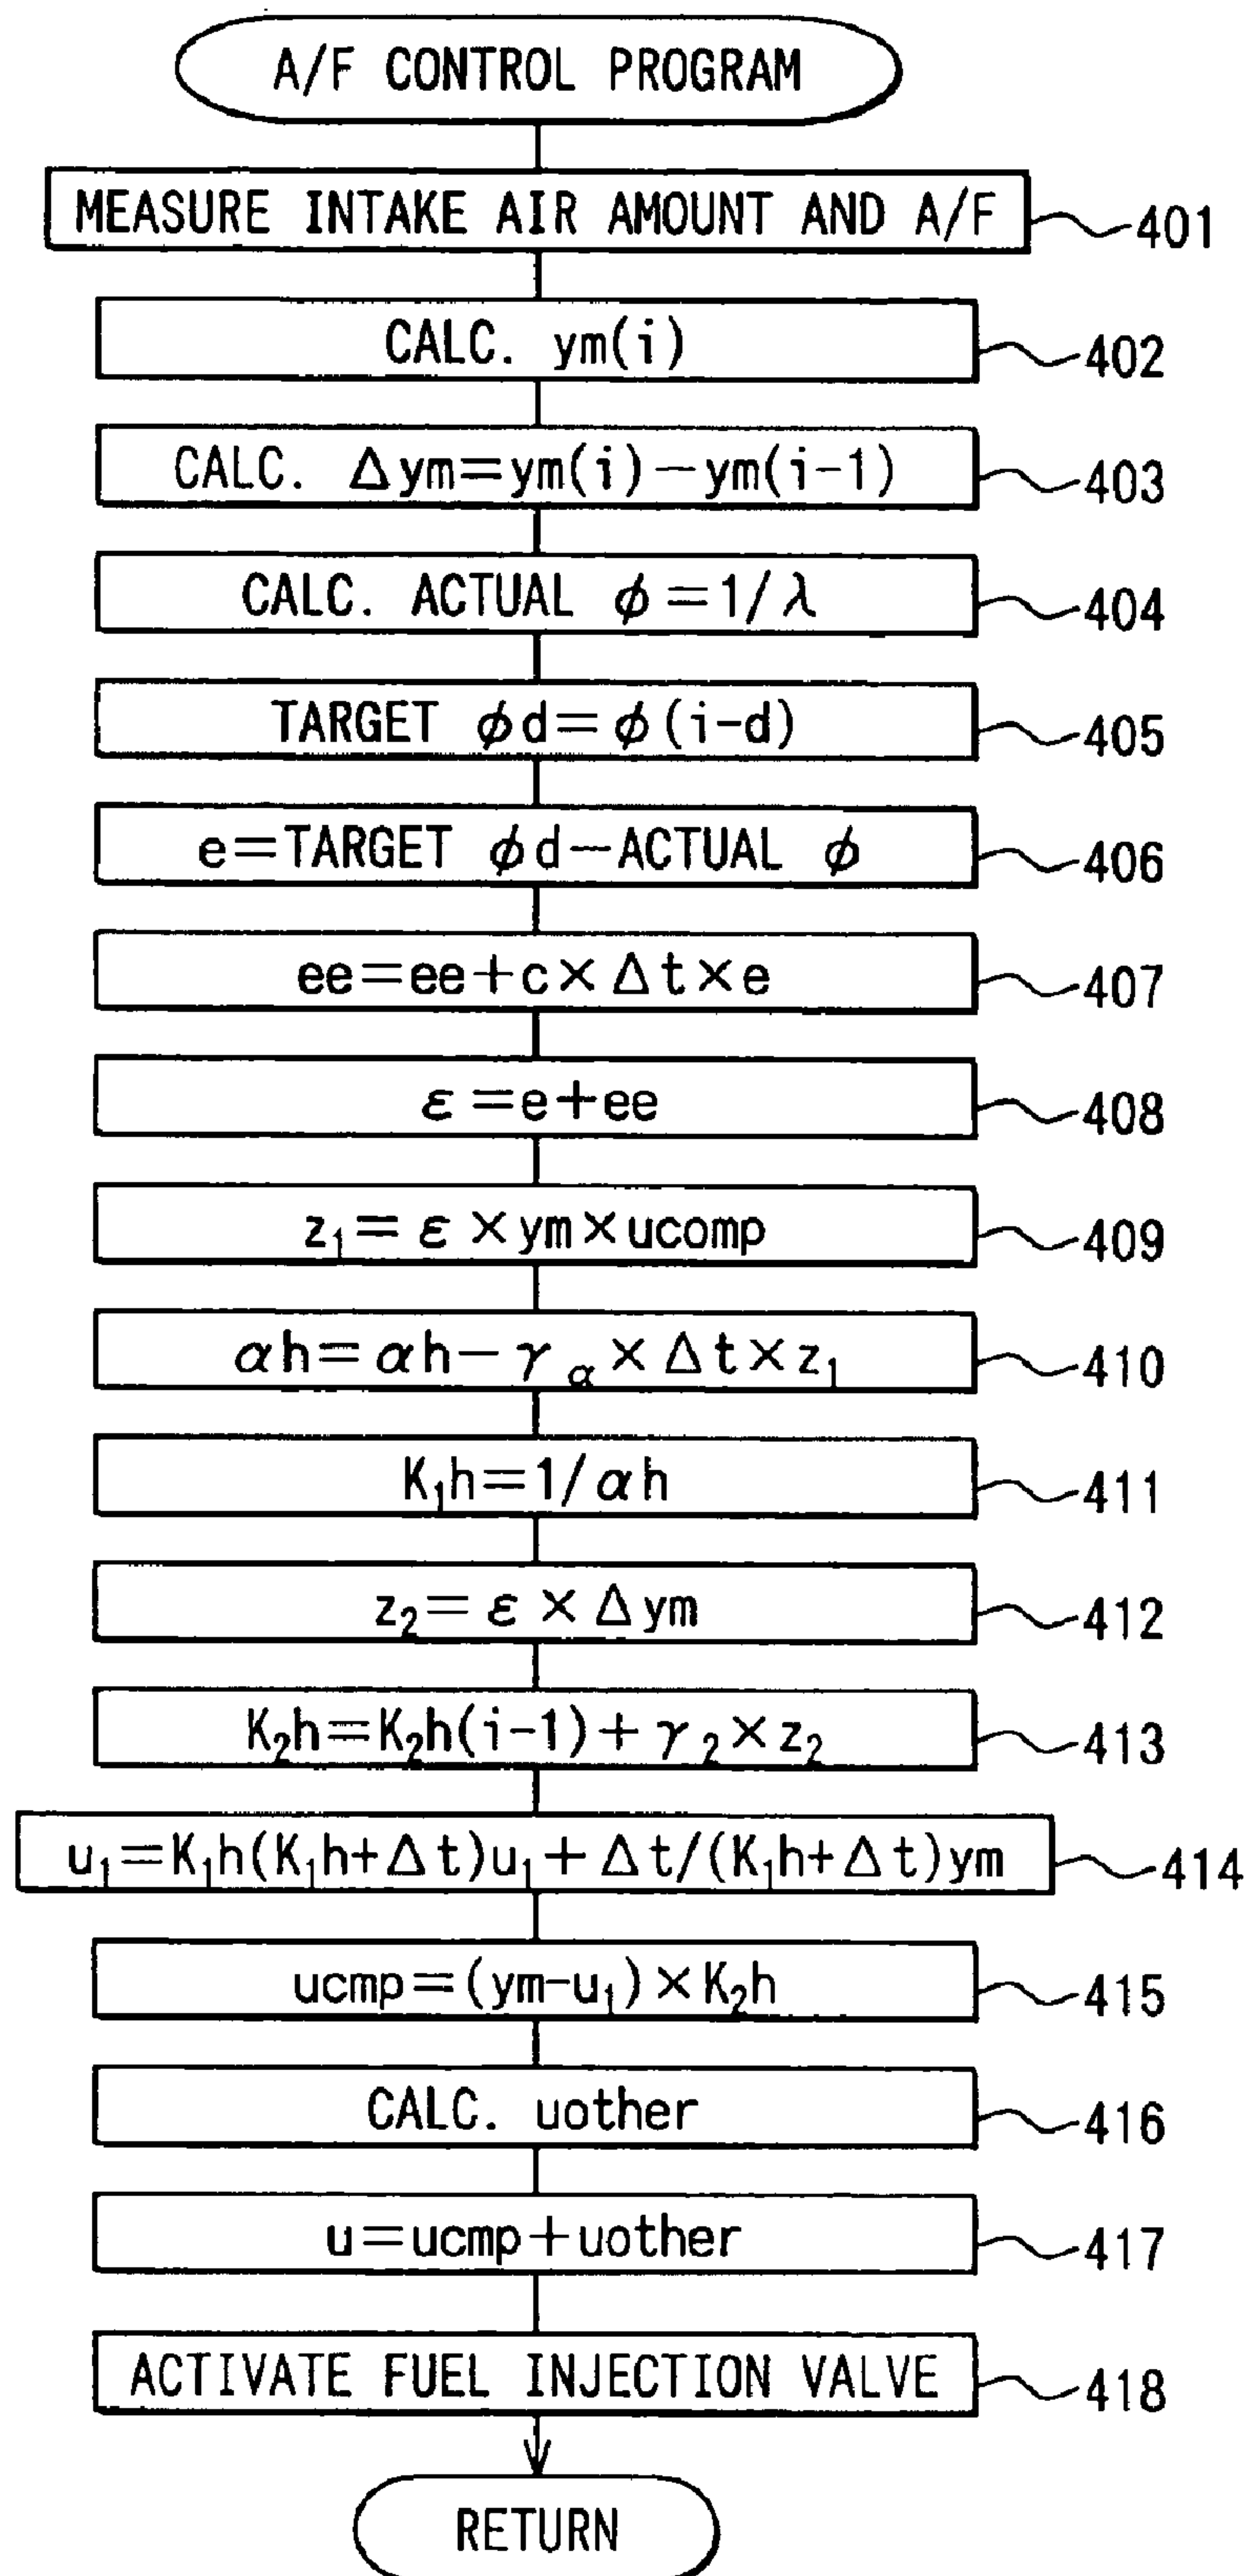 A/F CONTROL PROGRAM
MEASURE INTAKE AIR AMOUNT AND A/F
401
CALC. ym(i)
402
CALC. Δym=ym(i)-ym(i-1)
403
CALC. ACTUAL ϕ=1/λ
404
TARGET ϕd=ϕ(i-d)
405
e=TARGET ϕd-ACTUAL ϕ
406
ee=ee+c×Δt×e
407
ε=e+ee
408
z₁=ε×ym×ucomp
409
αh=αh-γ_α×Δt×z₁
410
K₁h=1/αh
411
z₂=ε×Δym
412
K₂h=K₂h(i-1)+γ₂×z₂
413
u₁=K₁h(K₁h+Δt)u₁+Δt/(K₁h+Δt)ym
414
ucmp=(ym-u₁)×K₂h
415
CALC. uother
416
u=ucmp+uother
417
ACTIVATE FUEL INJECTION VALVE
418
RETURN